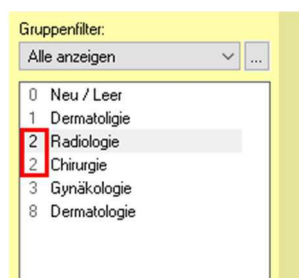 Gruppenfilter:
Alle anzeigen ...
0 Neu / Leer
1 Dermatoligie
2 Radiologie
2 Chirurgie
3 Gynäkologie
8 Dermatologie